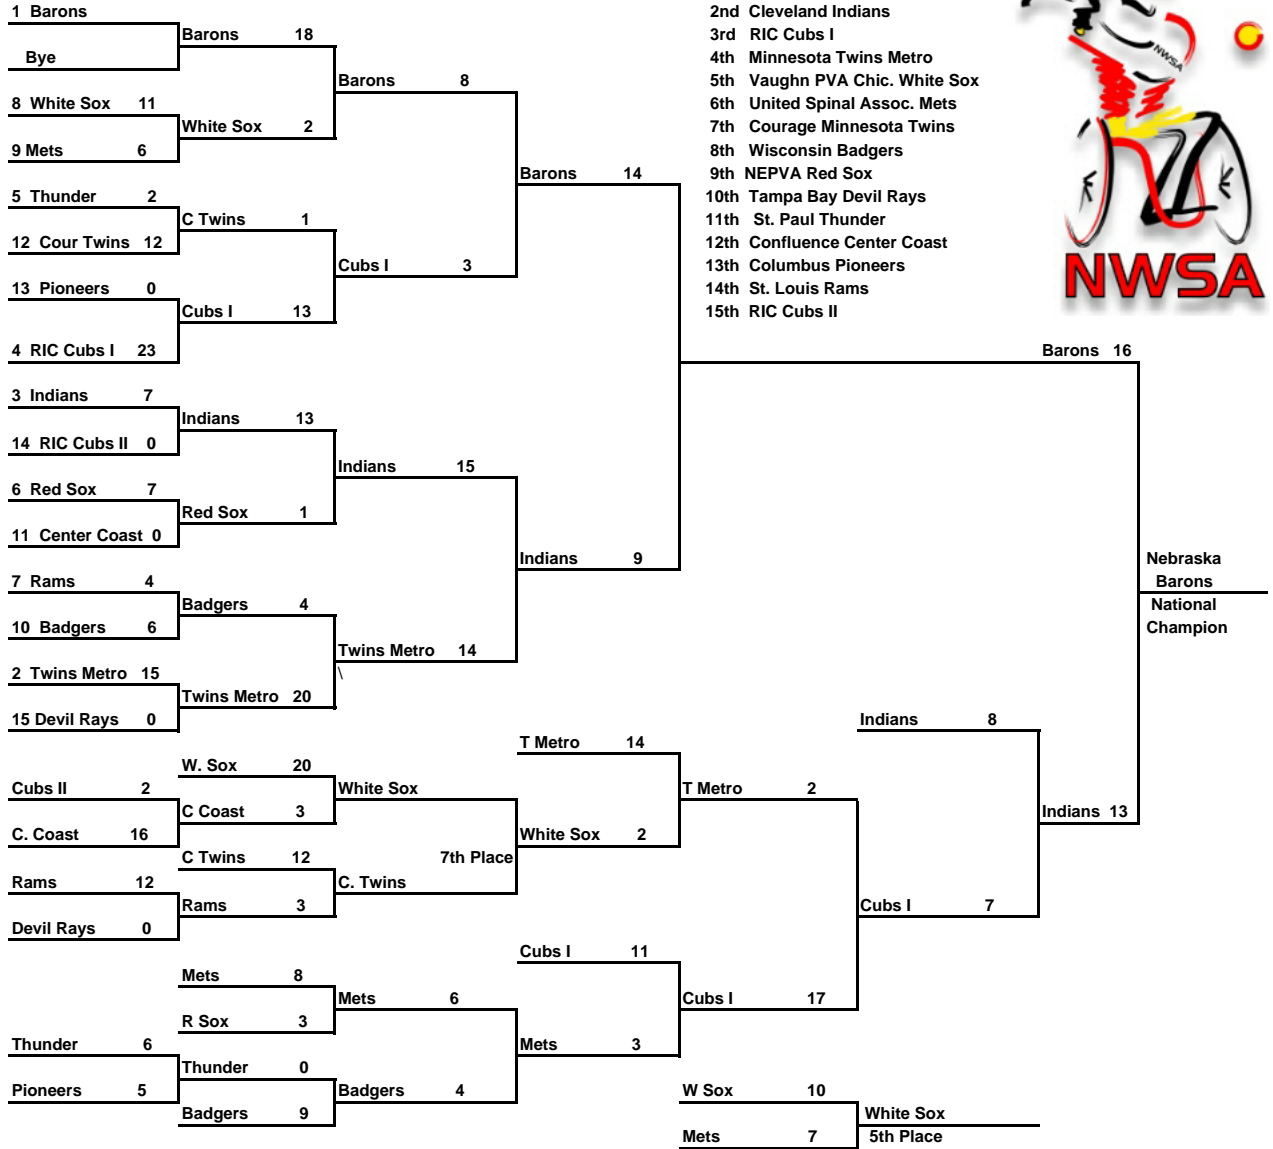 1 Barons
Bye
8 White Sox 11
9 Mets 6
5 Thunder 2
12 Cour Twins 12
13 Pioneers 0
4 RIC Cubs I 23
3 Indians 7
14 RIC Cubs II 0
6 Red Sox 7
11 Center Coast 0
7 Rams 4
10 Badgers 6
2 Twins Metro 15
15 Devil Rays 0
Barons 18
White Sox 2
C Twins 1
Cubs I 13
Indians 13
Red Sox 1
Badgers 4
Twins Metro 20
Barons 8
Cubs I 3
Indians 15
Twins Metro 14
\
Barons 14
Indians 9
2nd Cleveland Indians
3rd RIC Cubs I
4th Minnesota Twins Metro
5th Vaughn PVA Chic. White Sox
6th United Spinal Assoc. Mets
7th Courage Minnesota Twins
8th Wisconsin Badgers
9th NEPVA Red Sox
10th Tampa Bay Devil Rays
11th St. Paul Thunder
12th Confluence Center Coast
13th Columbus Pioneers
14th St. Louis Rams
15th RIC Cubs II
NWSA
NWSA
Barons 16
Nebraska
Barons
National
Champion
Cubs II 2
C. Coast 16
Rams 12
Devil Rays 0
Thunder 6
Pioneers 5
W. Sox 20
C Coast 3
C Twins 12
Rams 3
Mets 8
R Sox 3
Thunder 0
Badgers 9
White Sox
7th Place
C. Twins
Mets 6
Badgers 4
T Metro 14
White Sox 2
Cubs I 11
Mets 3
T Metro 2
Cubs I 17
W Sox 10
Mets 7
Indians 8
Cubs I 7
White Sox
5th Place
Indians 13